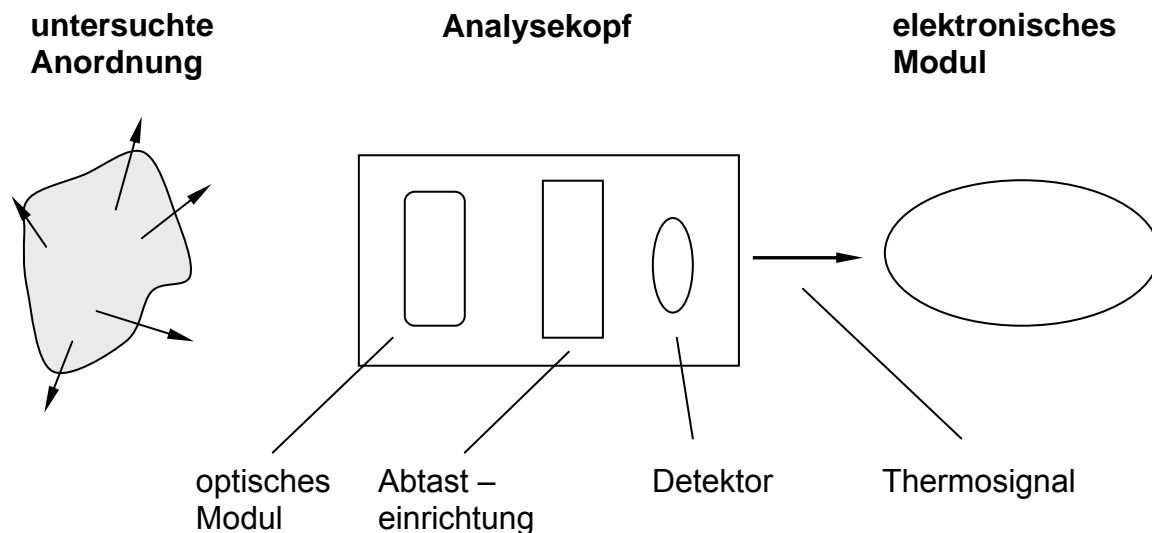 untersuchte
Anordnung
Analysekopf
elektronisches
Modul
optisches
Modul
Abtast –
einrichtung
Detektor
Thermosignal